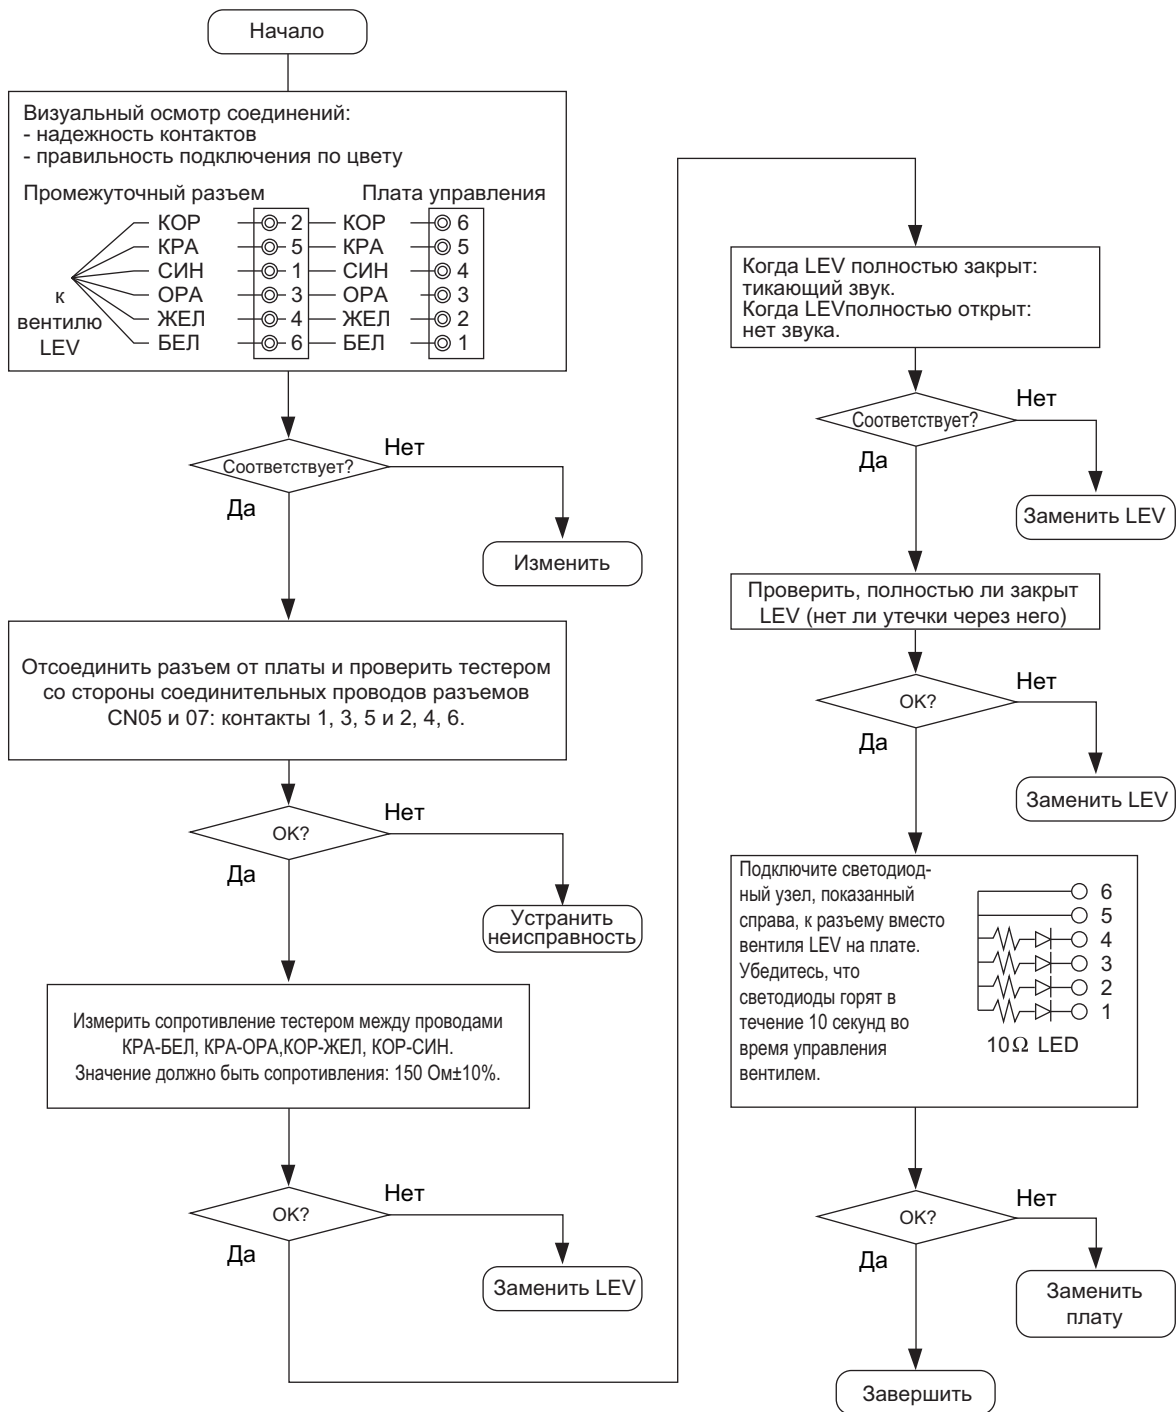 Начало
Визуальный осмотр соединений:
- надежность контактов
- правильность подключения по цвету
Промежуточный разъем Плата управления
КОР 2 КОР 6
КРА 5 КРА 5
СИН 1 СИН 4
ОРА 3 ОРА 3
ЖЕЛ 4 ЖЕЛ 2
БЕЛ 6 БЕЛ 1
к
вентилю
LEV
Соответствует?
Нет
Да
Изменить
Отсоединить разъем от платы и проверить тестером
со стороны соединительных проводов разъемов
CN05 и 07: контакты 1, 3, 5 и 2, 4, 6.
OK?
Нет
Да
Устранить
неисправность
Измерить сопротивление тестером между проводами
КРА-БЕЛ, КРА-ОРА,КОР-ЖЕЛ, КОР-СИН.
Значение должно быть сопротивления: 150 Ом±10%.
OK?
Нет
Да
Заменить LEV
Когда LEV полностью закрыт:
тикающий звук.
Когда LEVполностью открыт:
нет звука.
Соответствует?
Нет
Да
Заменить LEV
Проверить, полностью ли закрыт
LEV (нет ли утечки через него)
OK?
Нет
Да
Заменить LEV
Подключите светодиод-
ный узел, показанный
справа, к разъему вместо
вентиля LEV на плате.
Убедитесь, что
светодиоды горят в
течение 10 секунд во
время управления
вентилем.
6
5
4
3
2
1
10Ω LED
OK?
Нет
Да
Заменить
плату
Завершить